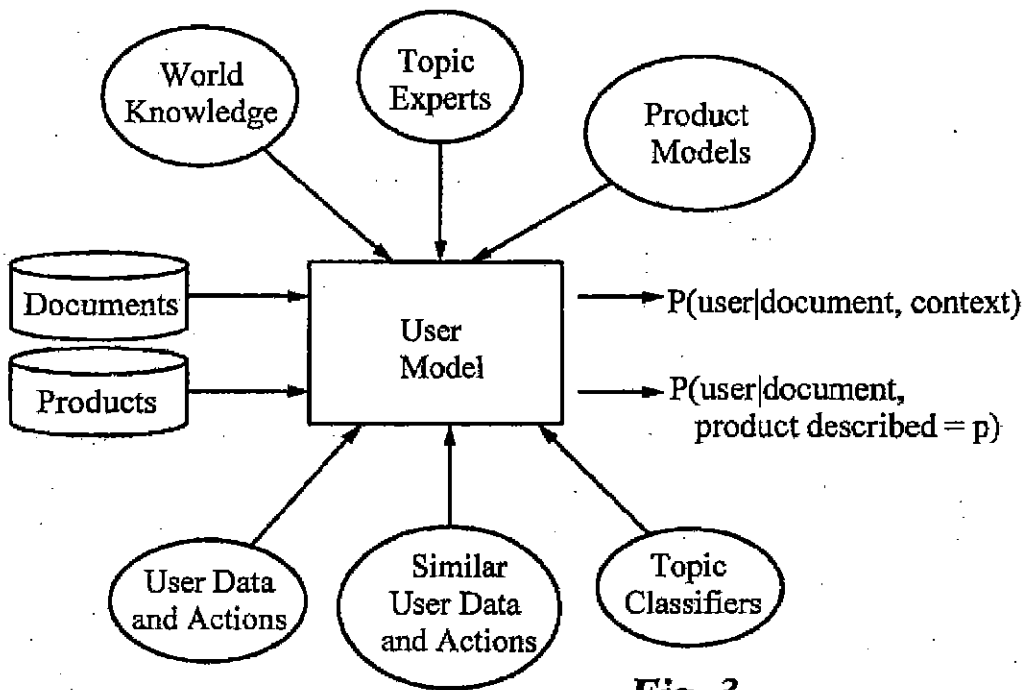 World
Knowledge
Topic
Experts
Product
Models
Documents
Products
User
Model
P(user|document, context)
P(user|document,
product described = p)
User Data
and Actions
Similar
User Data
and Actions
Topic
Classifiers